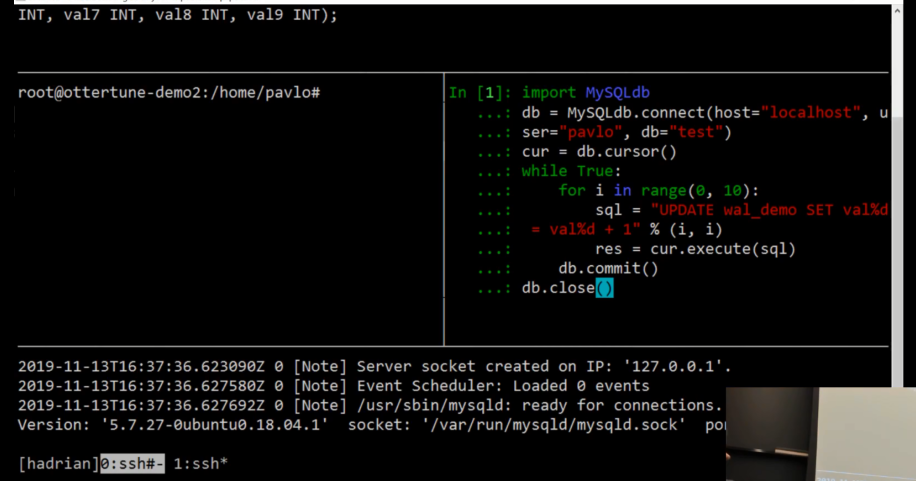 INT, val7 INT, val8 INT, val9 INT);
root@ottertune-demo2:/home/pavlo#
In [1]: import MySQLdb
...: db = MySQLdb.connect(host="localhost", u
...: ser="pavlo", db="test")
...: cur = db.cursor()
...: while True:
...:     for i in range(0, 10):
...:         sql = "UPDATE wal_demo SET val%d
...:  = val%d + 1" % (i, i)
...:         res = cur.execute(sql)
...:     db.commit()
...: db.close()
2019-11-13T16:37:36.623090Z 0 [Note] Server socket created on IP: '127.0.0.1'.
2019-11-13T16:37:36.627580Z 0 [Note] Event Scheduler: Loaded 0 events
2019-11-13T16:37:36.627692Z 0 [Note] /usr/sbin/mysqld: ready for connections.
Version: '5.7.27-0ubuntu0.18.04.1'  socket: '/var/run/mysqld/mysqld.sock'
[hadrian]0:ssh#- 1:ssh*